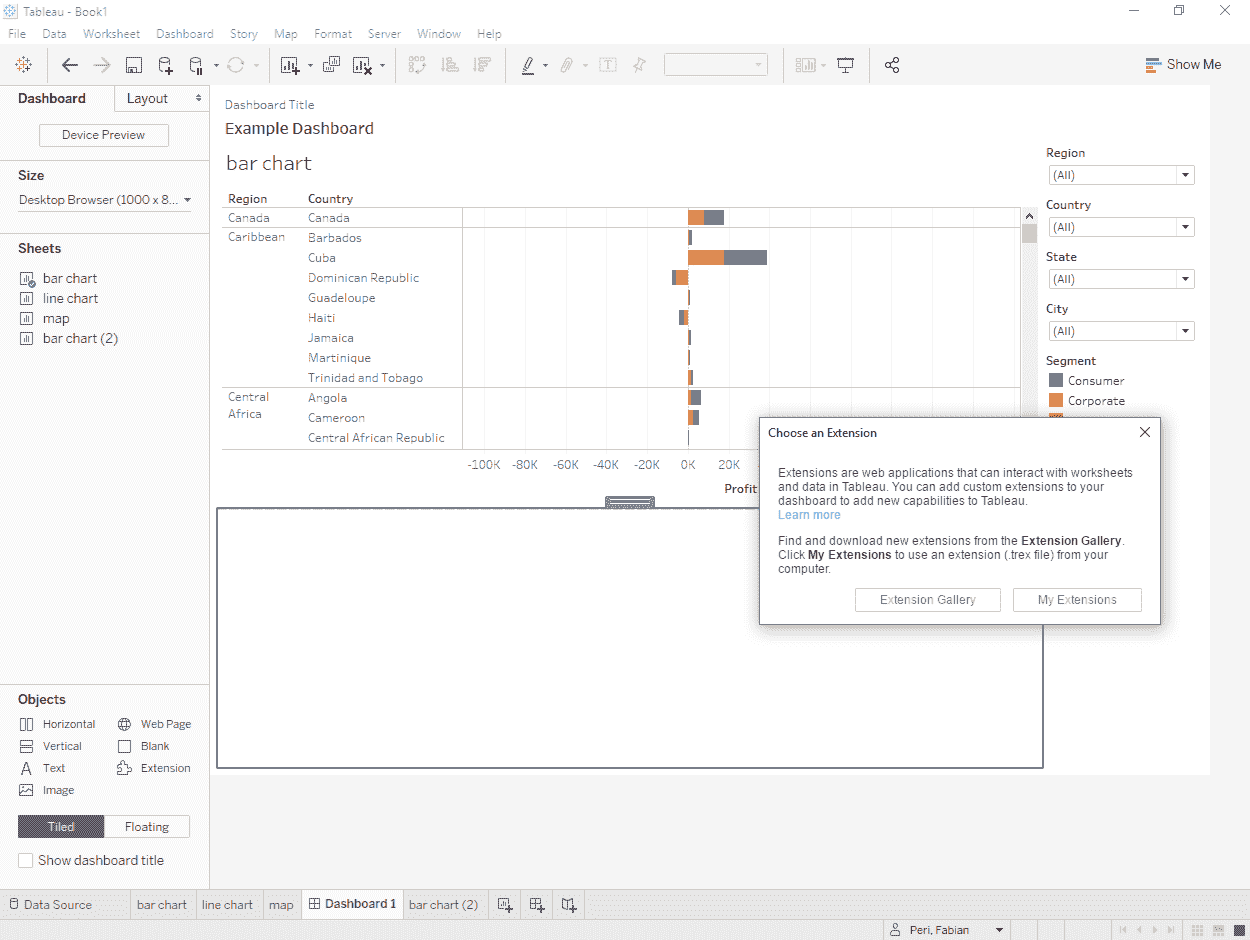 Tableau - Book1
File Data Worksheet Dashboard Story Map Format Server Window Help
Show Me
Dashboard Layout
Device Preview
Size
Desktop Browser (1000 x 8...
Sheets
bar chart
line chart
map
bar chart (2)
Objects
Horizontal Web Page
Vertical Blank
Text Extension
Image
Tiled Floating
Show dashboard title
Dashboard Title
Example Dashboard
bar chart
Region Country
Canada Canada
Caribbean Barbados
Cuba
Dominican Republic
Guadeloupe
Haiti
Jamaica
Martinique
Trinidad and Tobago
Central Angola
Africa Cameroon
Central African Republic
-100K -80K -60K -40K -20K 0K 20K
Profit
Region
(All)
Country
(All)
State
(All)
City
(All)
Segment
Consumer
Corporate
Choose an Extension
Extensions are web applications that can interact with worksheets
and data in Tableau. You can add custom extensions to your
dashboard to add new capabilities to Tableau.
Learn more
Find and download new extensions from the Extension Gallery.
Click My Extensions to use an extension (.trex file) from your
computer.
Extension Gallery My Extensions
Data Source bar chart line chart map Dashboard 1 bar chart (2)
Peri, Fabian